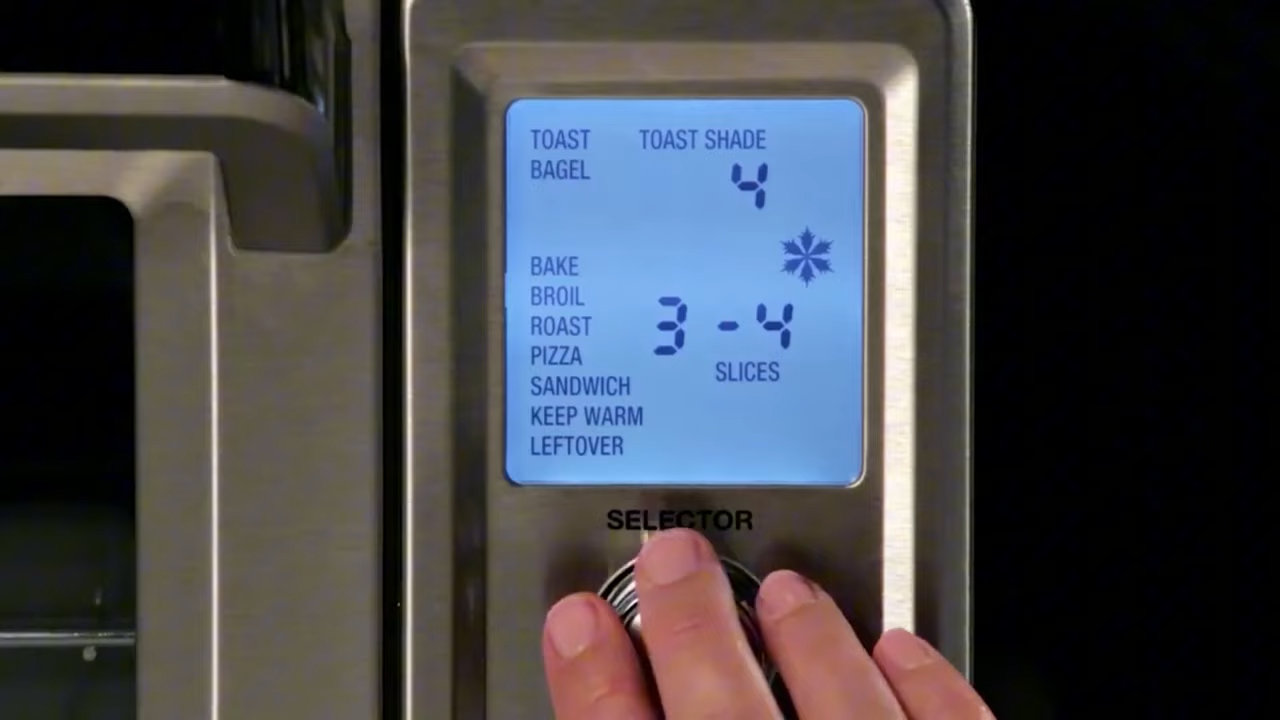 TOAST TOAST SHADE
BAGEL
4
BAKE
BROIL
ROAST 3-4
PIZZA
SLICES
SANDWICH
KEEP WARM
LEFTOVER
SELECTOR